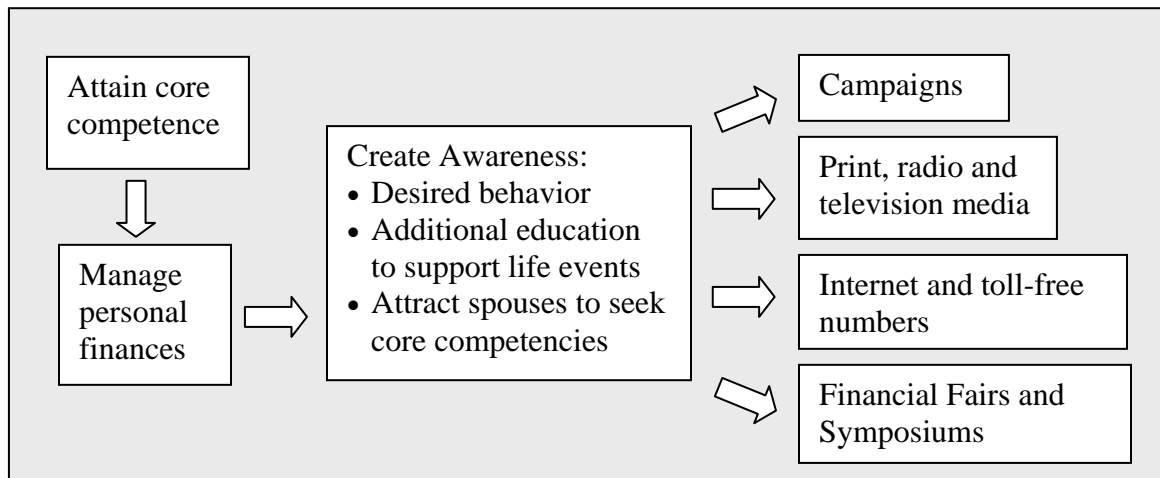 Attain core
competence
Manage
personal
finances
Create Awareness:
• Desired behavior
• Additional education
to support life events
• Attract spouses to seek
core competencies
Campaigns
Print, radio and
television media
Internet and toll-free
numbers
Financial Fairs and
Symposiums